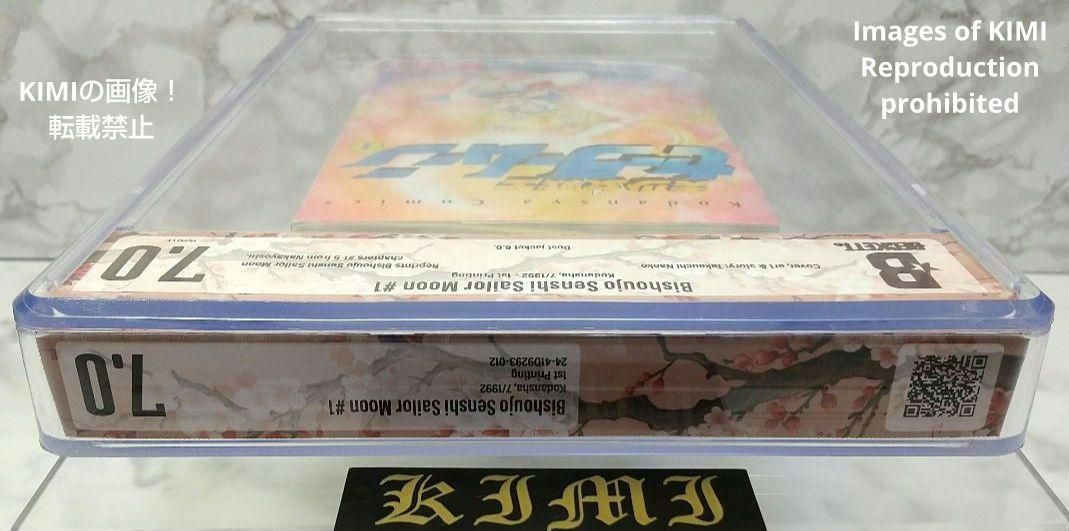 KIMIの画像！
転載禁止
Images of KIMI
Reproduction
prohibited
Kodansya Comics
7.0
WHITE
Bishoujo Senshi Sailor Moon #1
Kodansha, 7/1992 - 1st Printing
Cover, art & story: Takeuchi Naoko
Reprints Bishoujo Senshi Sailor Moon
chapters #1-5 from Nakayoshi.
Dust jacket 6.0.
BECKETT
B
7.0
Bishoujo Senshi Sailor Moon #1
Kodansha, 7/1992
1st Printing
24-41D9293-012
KIMI